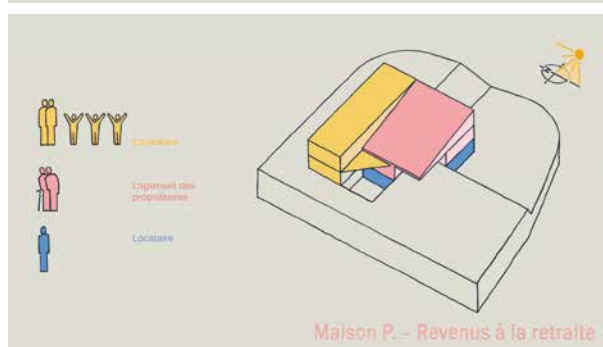 Locataires
Logement des
propriétaires
Locataire
Maison P. – Revenus à la retraite